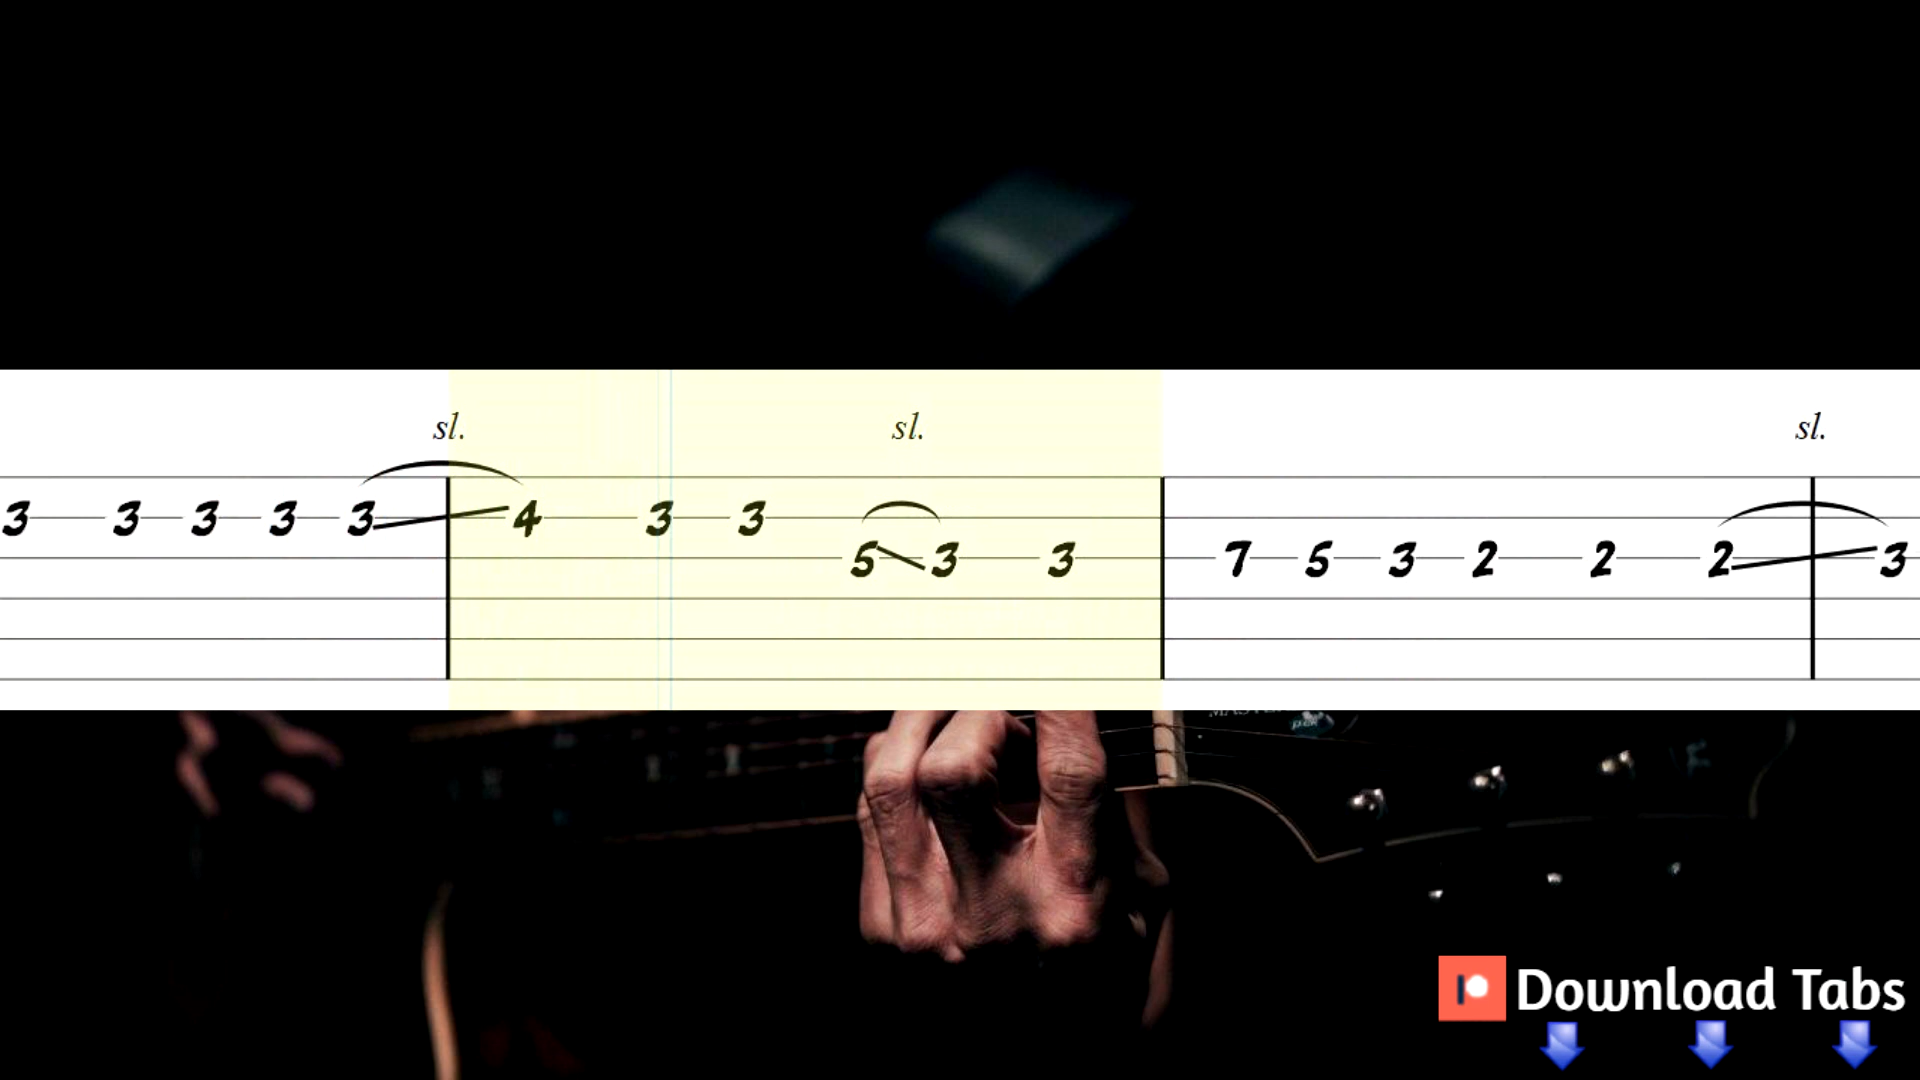 sl. sl. sl.
3 3 3 3 3 4 3 3
5 3 3 7 5 3 2 2 2 3
Download Tabs